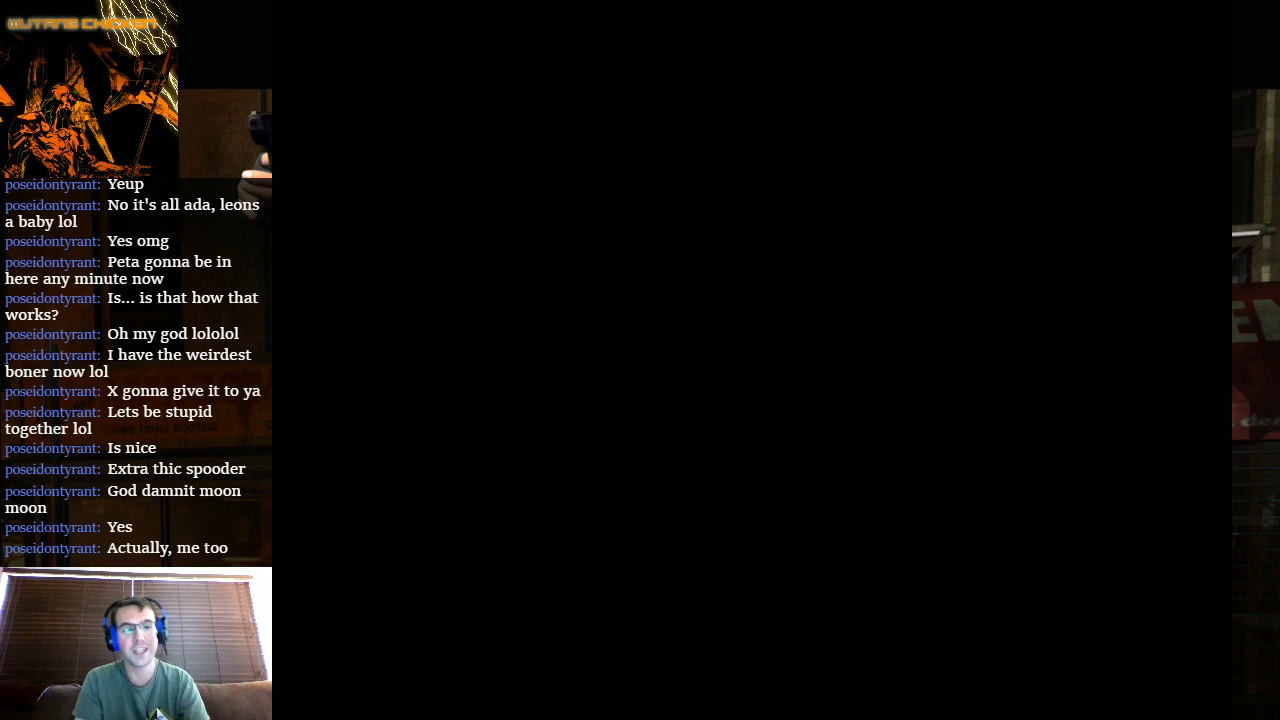 WUTANG CHICKEN
poseidontyrant: Yeup
poseidontyrant: No it's all ada, leons
a baby lol
poseidontyrant: Yes omg
poseidontyrant: Peta gonna be in
here any minute now
poseidontyrant: Is... is that how that
works?
poseidontyrant: Oh my god lololol
poseidontyrant: I have the weirdest
boner now lol
poseidontyrant: X gonna give it to ya
poseidontyrant: Lets be stupid
together lol
poseidontyrant: Is nice
poseidontyrant: Extra thic spooder
poseidontyrant: God damnit moon
moon
poseidontyrant: Yes
poseidontyrant: Actually, me too